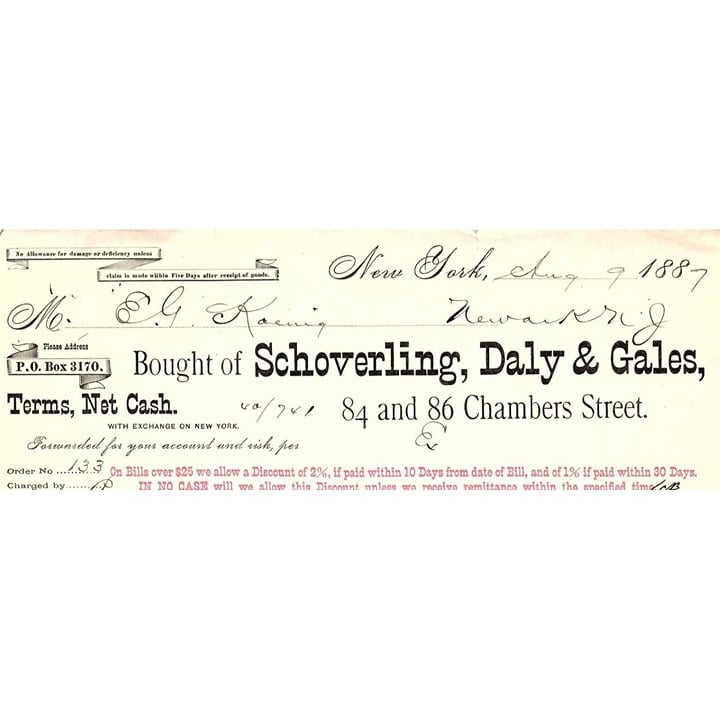 No Allowance for damage or deficiency unless
claim is made within Five Days after receipt of goods.
New York, Aug 9 1887
M. E. G. Koenig Newark N. J
Please Address
P.O. Box 3170.
Bought of Schoverling, Daly & Gales,
Terms, Net Cash. 40/741 84 and 86 Chambers Street.
WITH EXCHANGE ON NEW YORK.
Forwarded for your account and risk, per Ex
Order No 133 On Bills over $25 we allow a Discount of 2%, if paid within 10 Days from date of Bill, and of 1% if paid within 30 Days.
Charged by IN NO CASE will we allow this Discount unless we receive remittance within the specified time